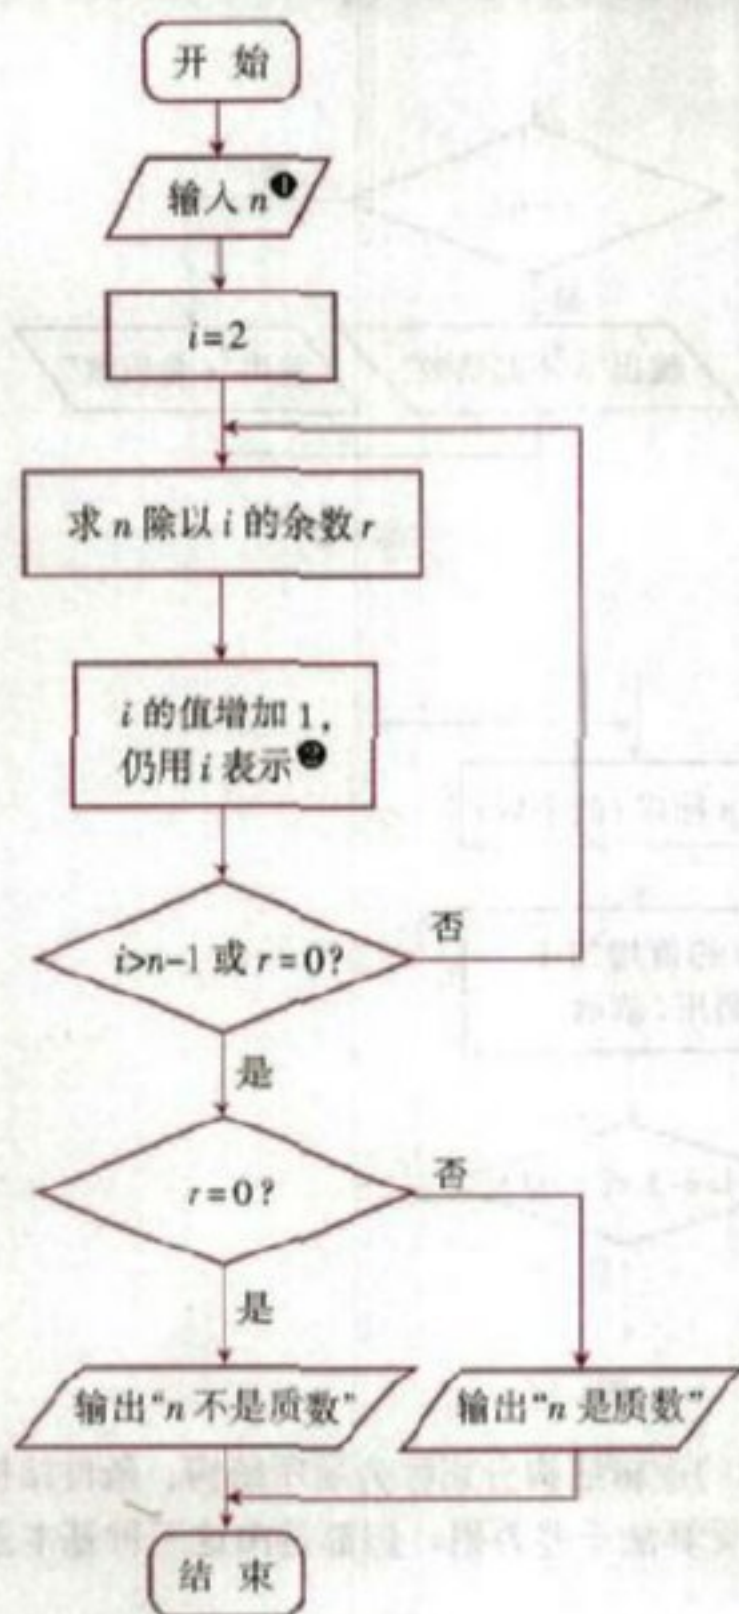 开 始
输入 n❶
i=2
求 n 除以 i 的余数 r
i 的值增加 1,
仍用 i 表示❷
i>n-1 或 r=0?
否
是
r=0?
否
是
输出“n 不是质数”
输出“n 是质数”
结 束